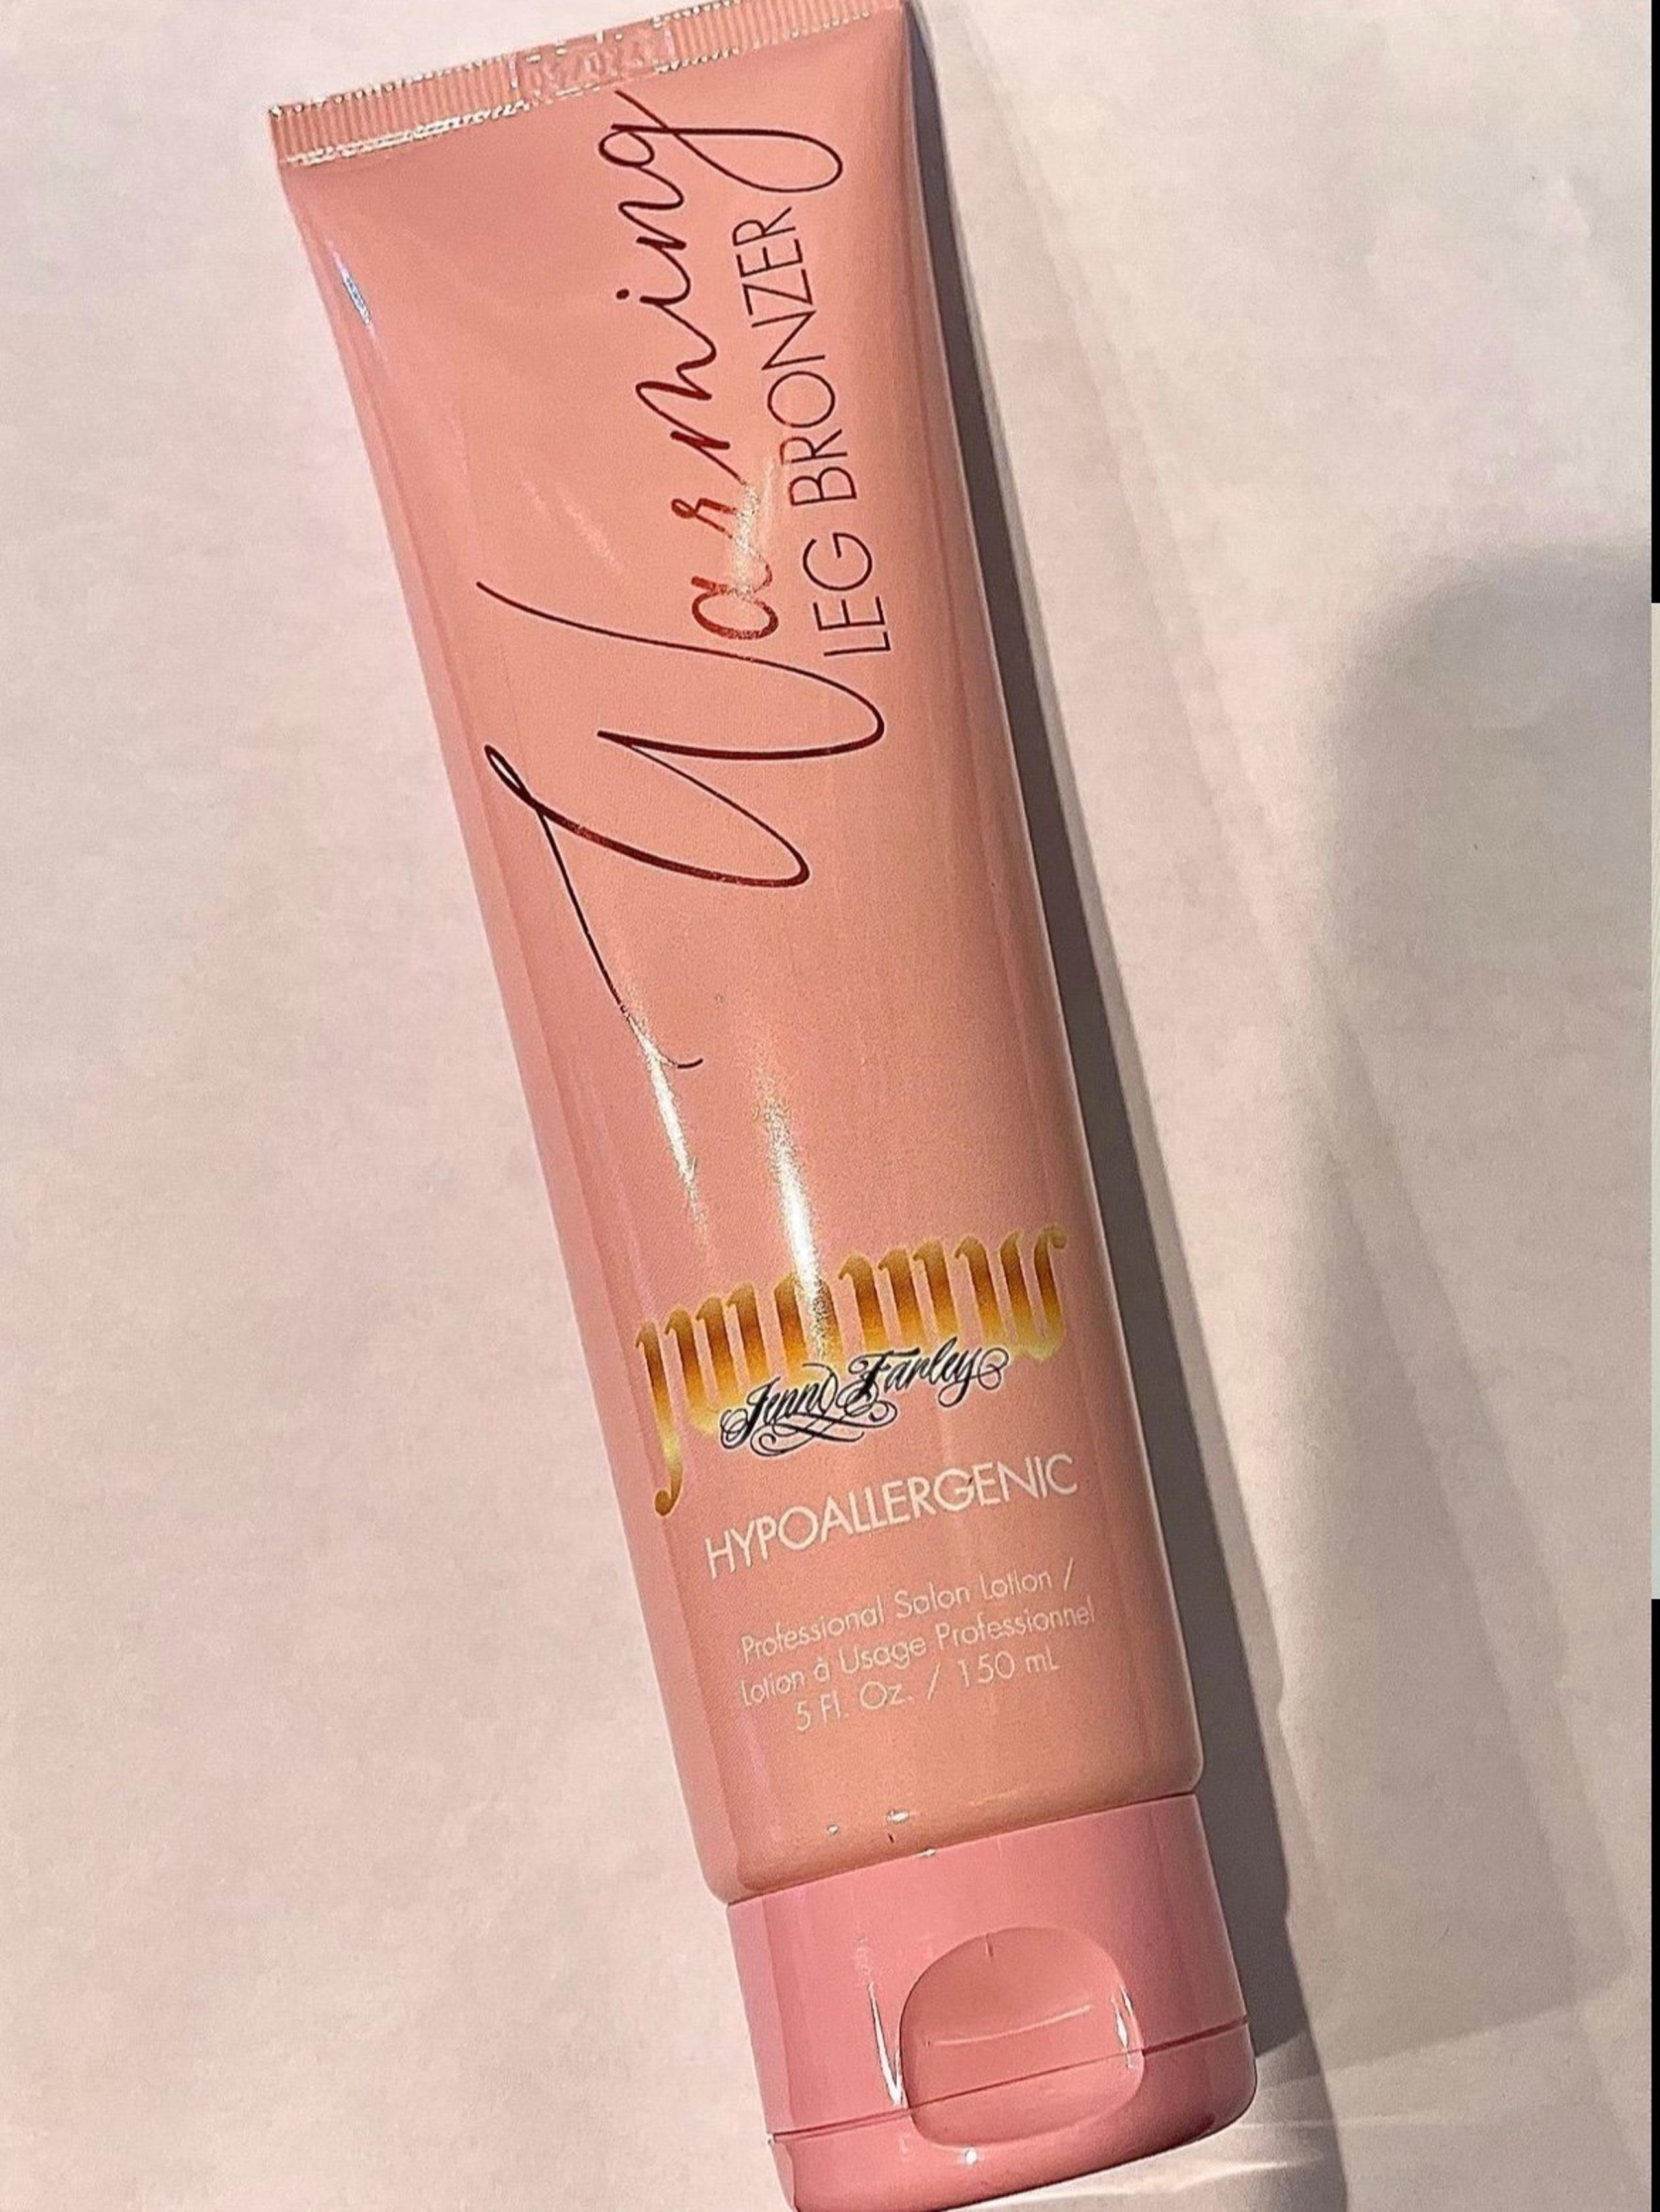 Warming
LEG BRONZER
jwoww
Jenni Farley
HYPOALLERGENIC
Professional Salon Lotion /
Lotion à Usage Professionnel
5 Fl. Oz. / 150 mL